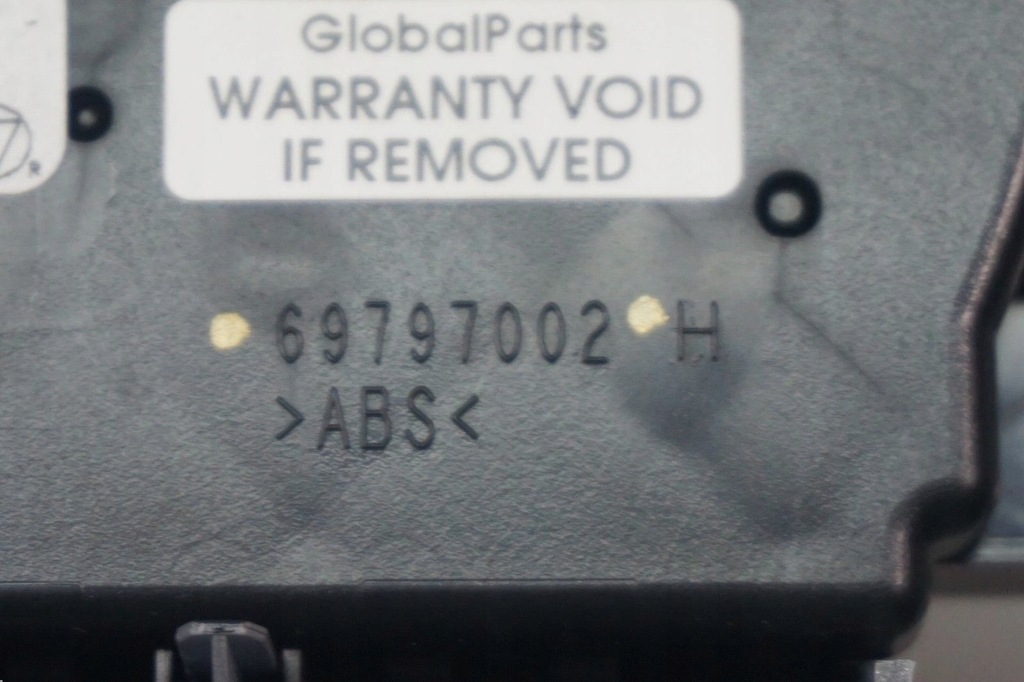 GlobalParts
WARRANTY VOID
IF REMOVED
R
69797002 H
>ABS<